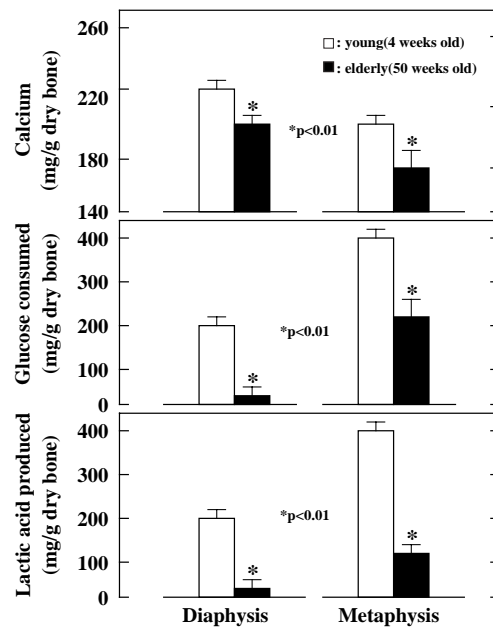 Calcium
(mg/g dry bone)
260
220
180
140
□: young(4 weeks old)
■: elderly(50 weeks old)
*
*p<0.01
*
Glucose consumed
(mg/g dry bone)
400
300
200
100
0
*
*p<0.01
*
Lactic acid produced
(mg/g dry bone)
400
200
100
0
*
*p<0.01
*
Diaphysis
Metaphysis